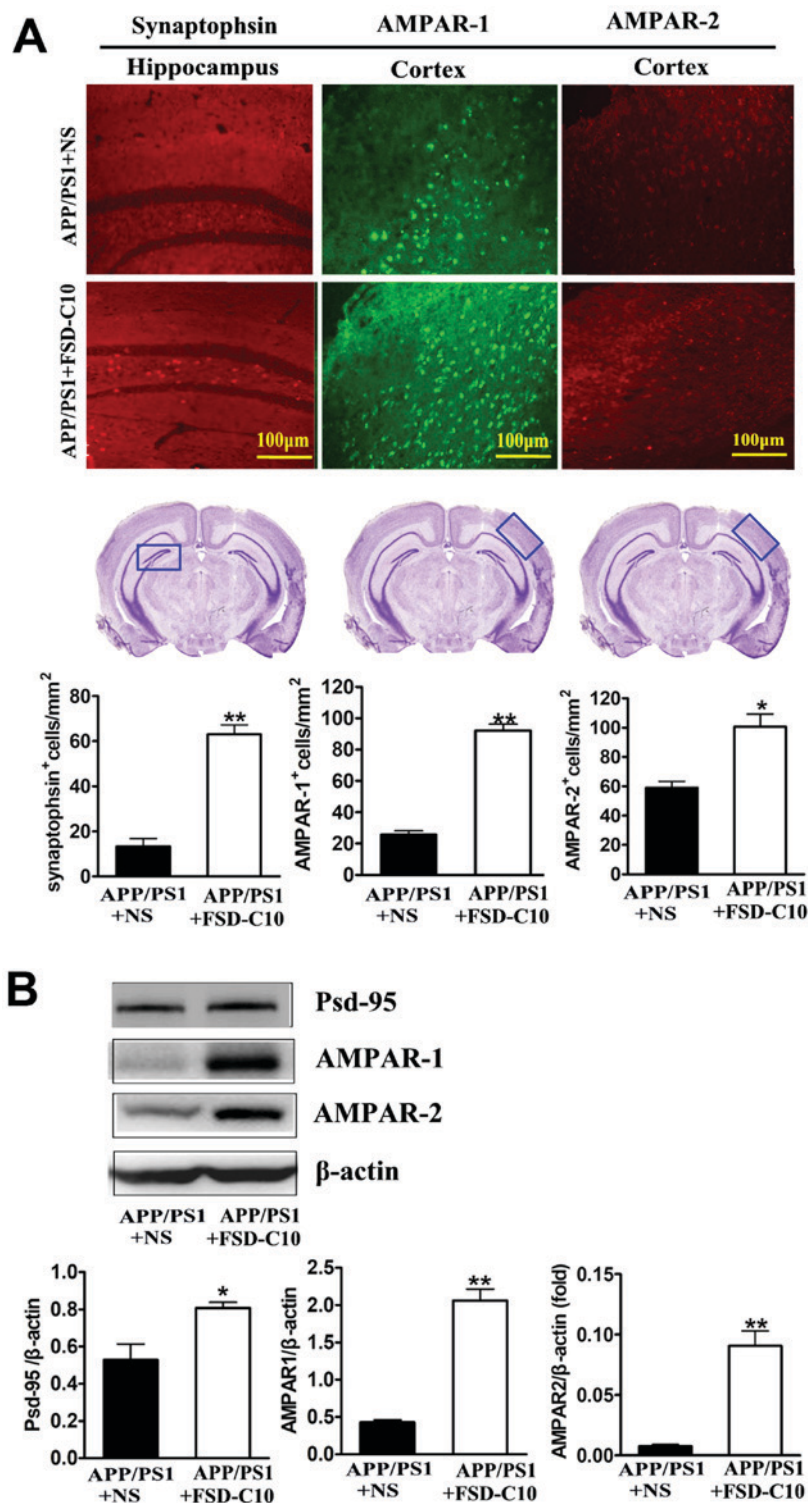 A
Synaptophsin AMPAR-1 AMPAR-2
Hippocampus Cortex Cortex
APP/PS1+NS
APP/PS1+FSD-C10
100μm 100μm 100μm
synaptophsin+cells/mm2
80
60
40
20
0
**
APP/PS1 +NS
APP/PS1 +FSD-C10
AMPAR-1+cells/mm2
120
100
80
60
40
20
0
**
APP/PS1 +NS
APP/PS1 +FSD-C10
AMPAR-2+cells/mm2
120
100
80
60
40
20
0
*
APP/PS1 +NS
APP/PS1 +FSD-C10
B
Psd-95
AMPAR-1
AMPAR-2
β-actin
APP/PS1 APP/PS1
+NS +FSD-C10
Psd-95/β-actin
0.8
0.6
0.4
0.2
0.0
*
APP/PS1 +NS
APP/PS1 +FSD-C10
AMPAR1/β-actin
2.5
2.0
1.5
1.0
0.5
0.0
**
APP/PS1 +NS
APP/PS1 +FSD-C10
AMPAR2/β-actin (fold)
0.15
0.10
0.05
0.00
**
APP/PS1 +NS
APP/PS1 +FSD-C10